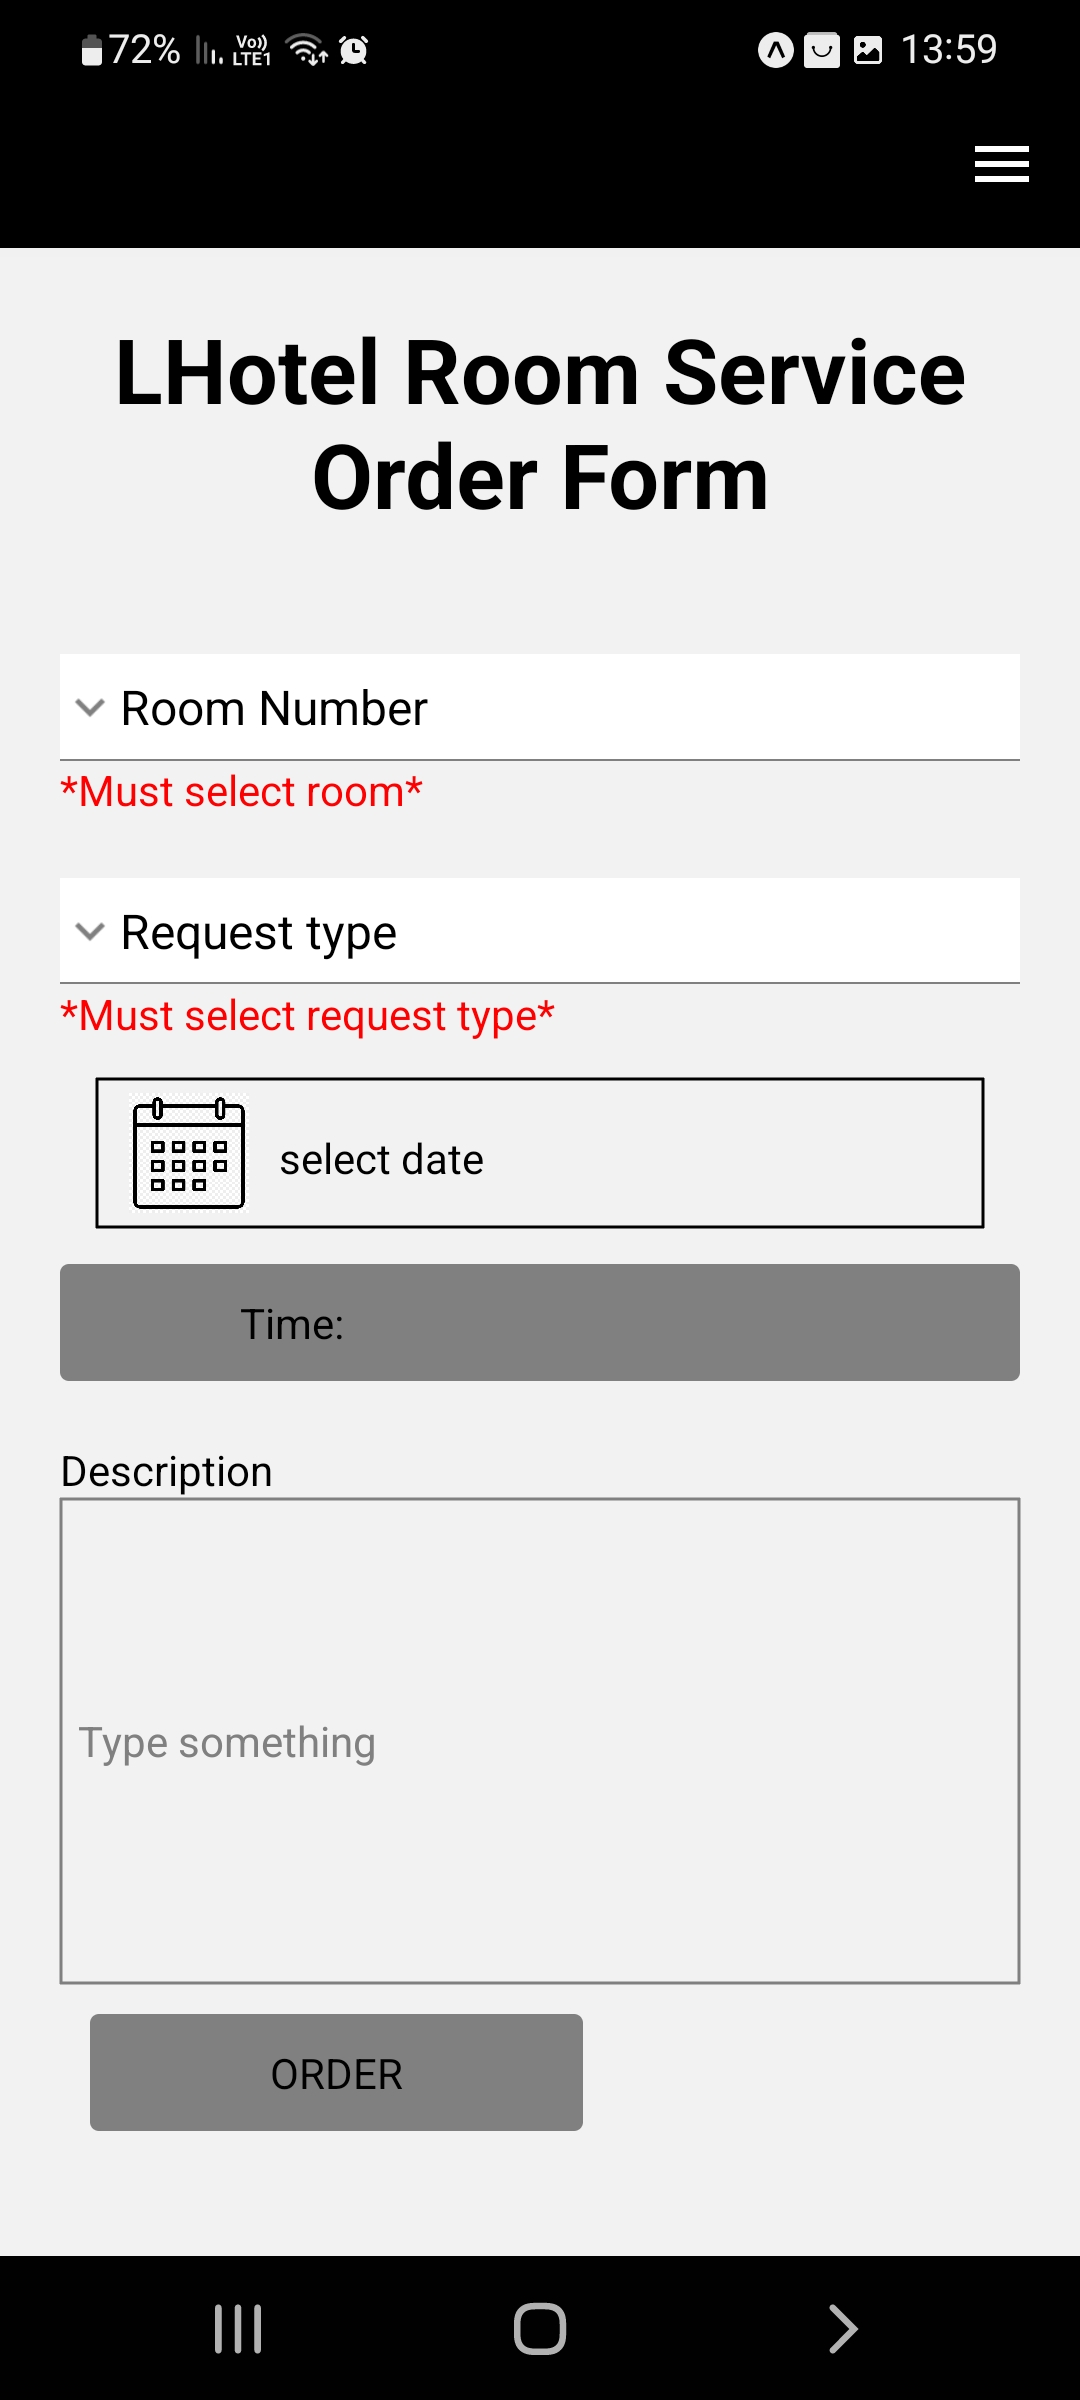 72% Vo)) LTE1 13:59
LHotel Room Service
Order Form
Room Number
*Must select room*
Request type
*Must select request type*
select date
Time:
Description
Type something
ORDER